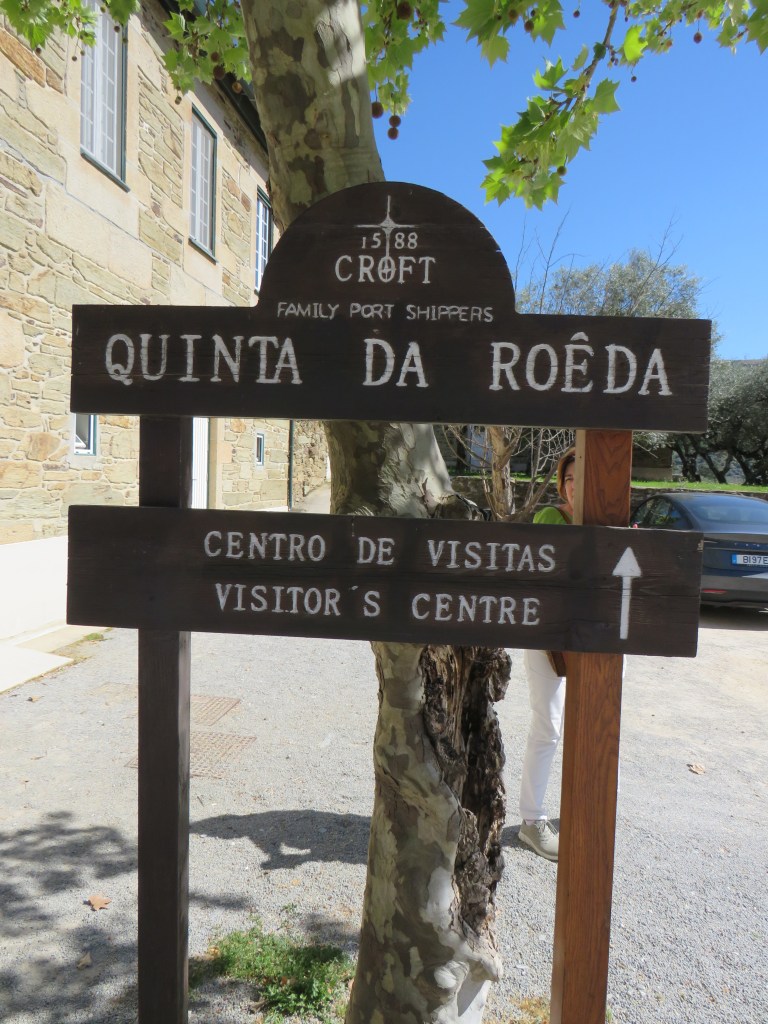 1588
CROFT
FAMILY PORT SHIPPERS
QUINTA DA ROÊDA
CENTRO DE VISITAS
VISITOR´S CENTRE